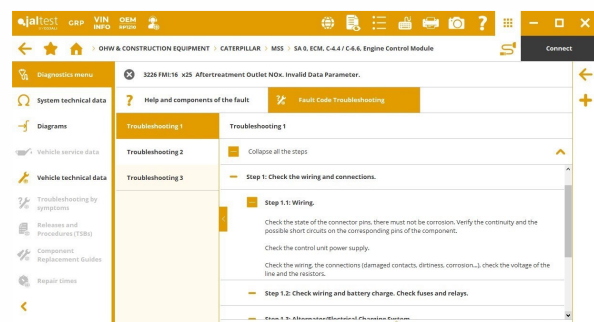 jaltest
GRP
VIN INFO
OEM
?
Connect
OHW & CONSTRUCTION EQUIPMENT > CATERPILLAR > MSS > SA 0, ECM, C-4.4 / C-6.6, Engine Control Module
Diagnostics menu
3226 FMI:16 x25 Aftertreatment Outlet NOx. Invalid Data Parameter.
System technical data
? Help and components of the fault
Fault Code Troubleshooting
Diagrams
Troubleshooting 1
Troubleshooting 1
Vehicle service data
Troubleshooting 2
Collapse all the steps
Vehicle technical data
Troubleshooting 3
Step 1: Check the wiring and connections.
Troubleshooting by
symptoms
Step 1.1: Wiring.
Releases and
Procedures (TSBs)
Check the state of the connector pins, there must not be corrosion. Verify the continuity and the
possible short circuits on the corresponding pins of the component.
Component
Replacement Guides
Check the control unit power supply.
Repair times
Check the wiring, the connections (damaged contacts, dirtiness, corrosion...), check the voltage of the
line and the resistors.
Step 1.2: Check wiring and battery charge. Check fuses and relays.
Step 1.3: Alternator/Electrical Charging System